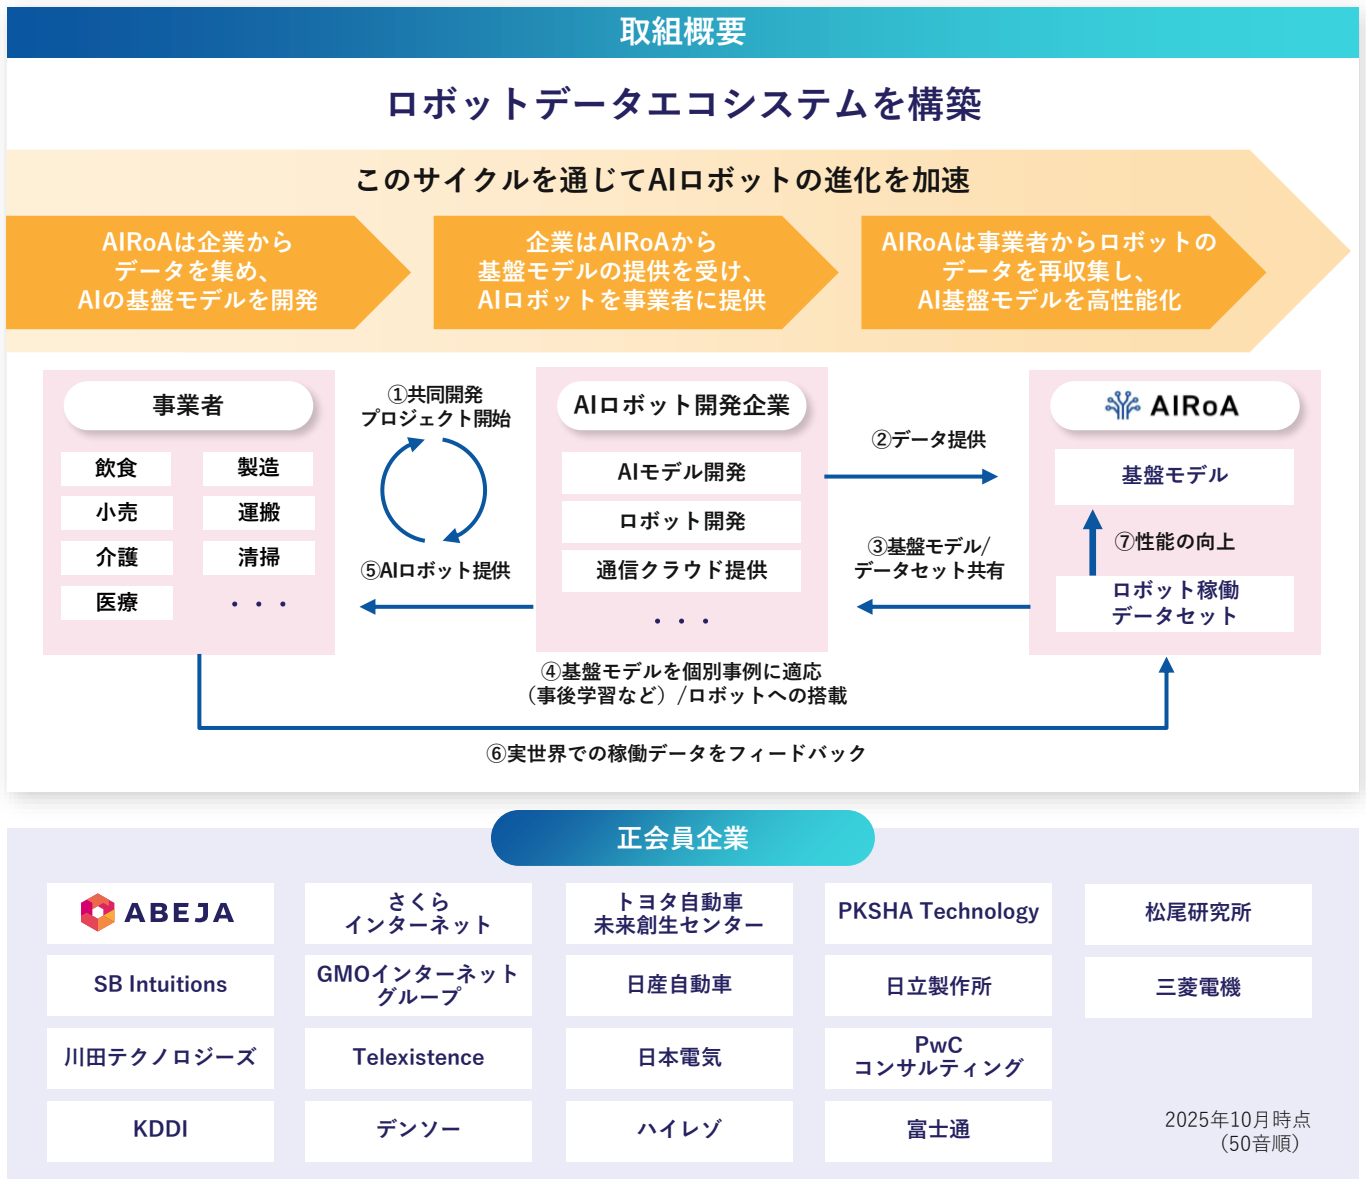 取組概要
ロボットデータエコシステムを構築
このサイクルを通じてAIロボットの進化を加速
AIRoAは企業から
データを集め、
AIの基盤モデルを開発
企業はAIRoAから
基盤モデルの提供を受け、
AIロボットを事業者に提供
AIRoAは事業者からロボットの
データを再収集し、
AI基盤モデルを高性能化
事業者
飲食
製造
小売
運搬
介護
清掃
医療
・・・
①共同開発
プロジェクト開始
⑤AIロボット提供
AIロボット開発企業
AIモデル開発
ロボット開発
通信クラウド提供
・・・
②データ提供
③基盤モデル/
データセット共有
AIRoA
基盤モデル
⑦性能の向上
ロボット稼働
データセット
④基盤モデルを個別事例に適応
（事後学習など）/ロボットへの搭載
⑥実世界での稼働データをフィードバック
正会員企業
ABEJA
さくら
インターネット
トヨタ自動車
未来創生センター
PKSHA Technology
松尾研究所
SB Intuitions
GMOインターネット
グループ
日産自動車
日立製作所
三菱電機
川田テクノロジーズ
Telexistence
日本電気
PwC
コンサルティング
KDDI
デンソー
ハイレゾ
富士通
2025年10月時点
（50音順）